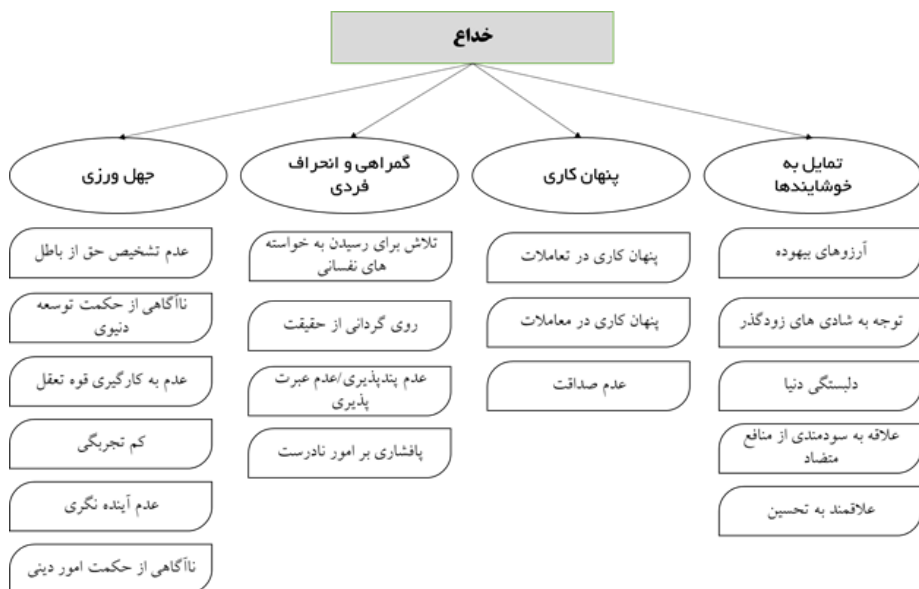 خداع
تمایل به
خوشایندها
آرزوهای بیهوده
توجه به شادی های زودگذر
دلبستگی دنیا
علاقه به سودمندی از منافع
متضاد
علاقمند به تحسین
پنهان کاری
پنهان کاری در تعاملات
پنهان کاری در معاملات
عدم صداقت
گمراهی و انحراف
فردی
تلاش برای رسیدن به خواسته
های نفسانی
روی گردانی از حقیقت
عدم پندپذیری/عدم عبرت
پذیری
پافشاری بر امور نادرست
جهل ورزی
عدم تشخیص حق از باطل
ناآگاهی از حکمت توسعه
دنیوی
عدم به کارگیری قوه تعقل
کم تجربگی
عدم آینده نگری
ناآگاهی از حکمت امور دینی